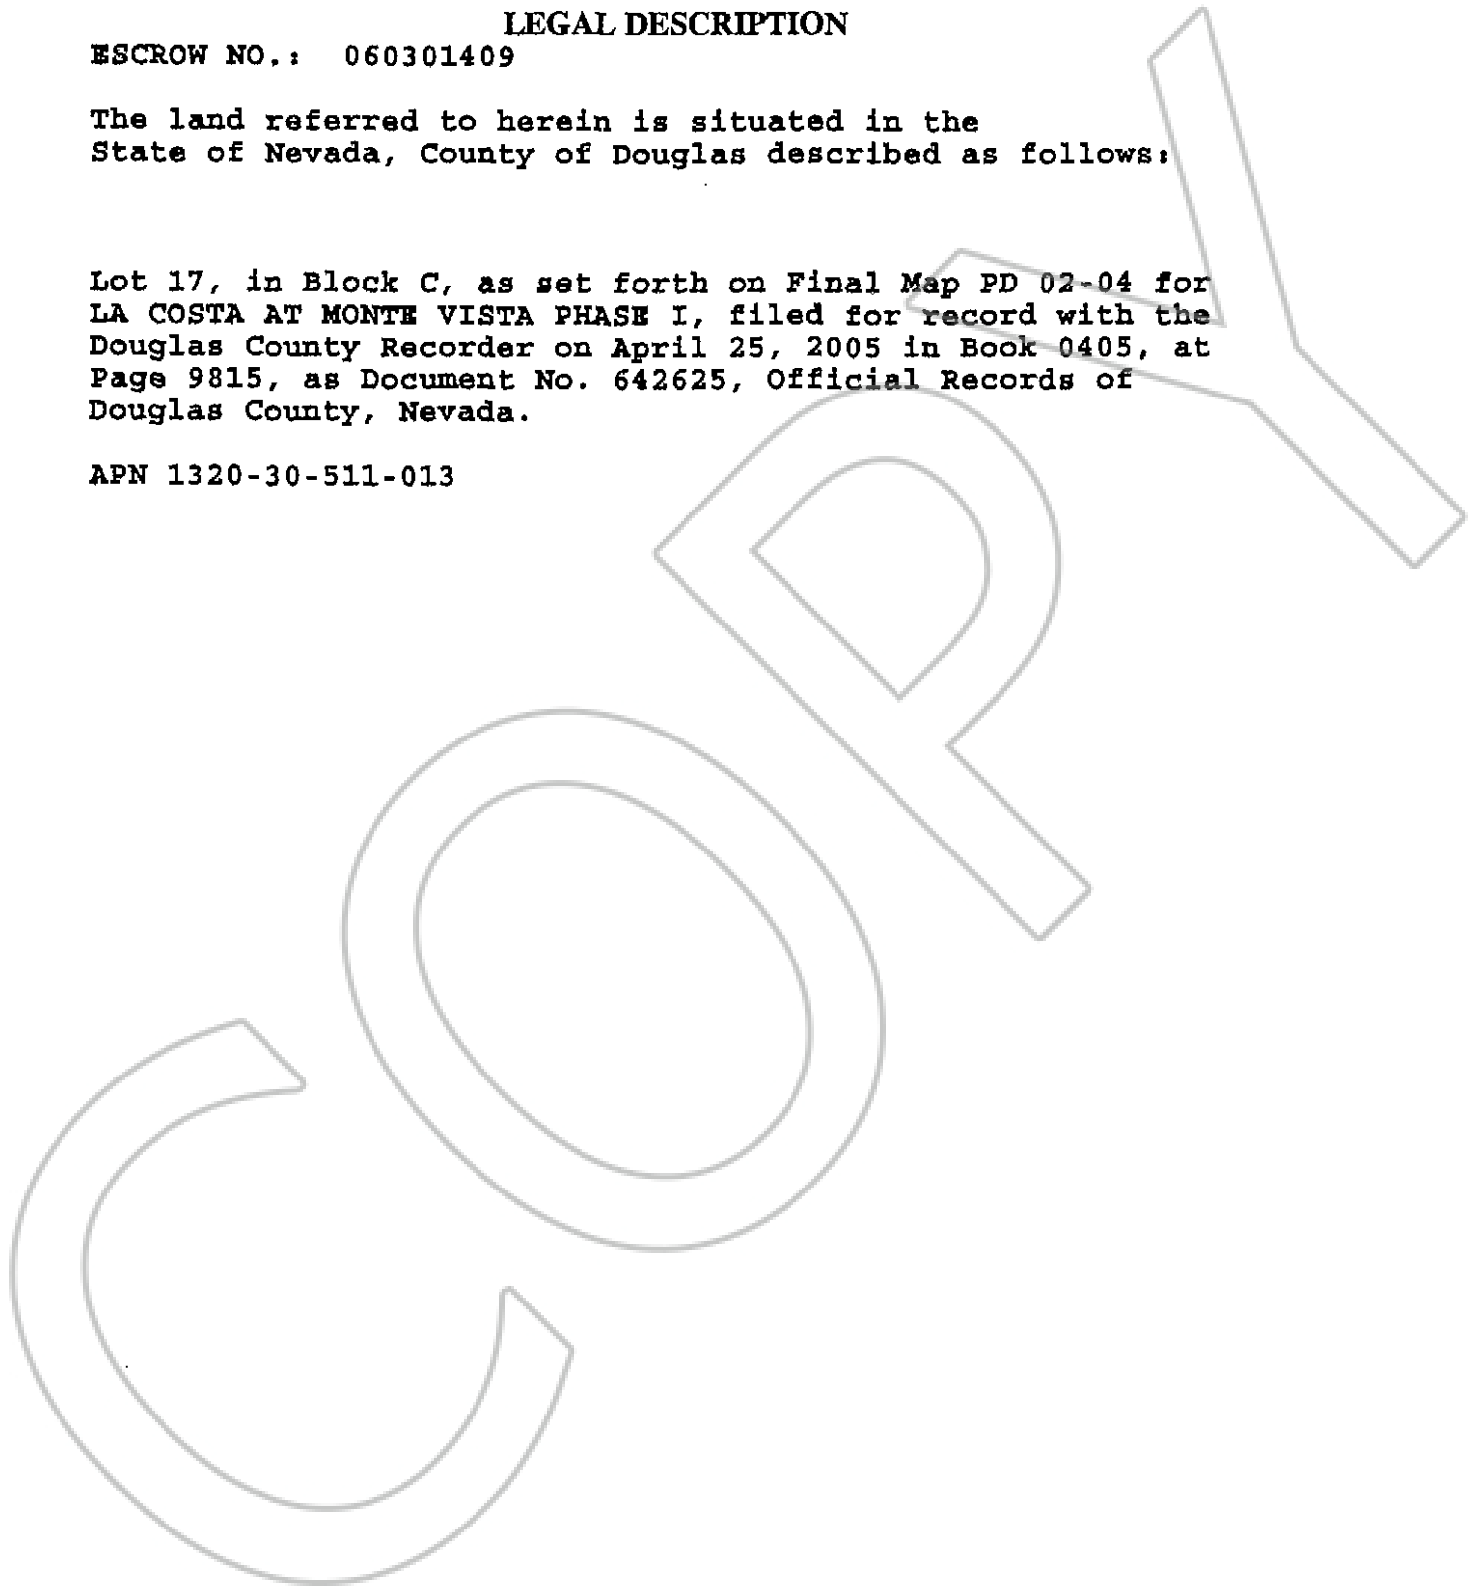 LEGAL DESCRIPTION
ESCROW NO.: 060301409
The land referred to herein is situated in the
State of Nevada, County of Douglas described as follows:
Lot 17, in Block C, as set forth on Final Map PD 02-04 for
LA COSTA AT MONTE VISTA PHASE I, filed for record with the
Douglas County Recorder on April 25, 2005 in Book 0405, at
Page 9815, as Document No. 642625, Official Records of
Douglas County, Nevada.
APN 1320-30-511-013
COPY